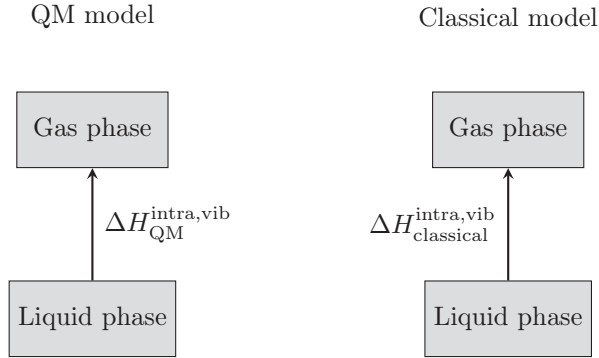 QM model
Classical model
Gas phase
Gas phase
ΔH_QM^intra,vib
ΔH_classical^intra,vib
Liquid phase
Liquid phase